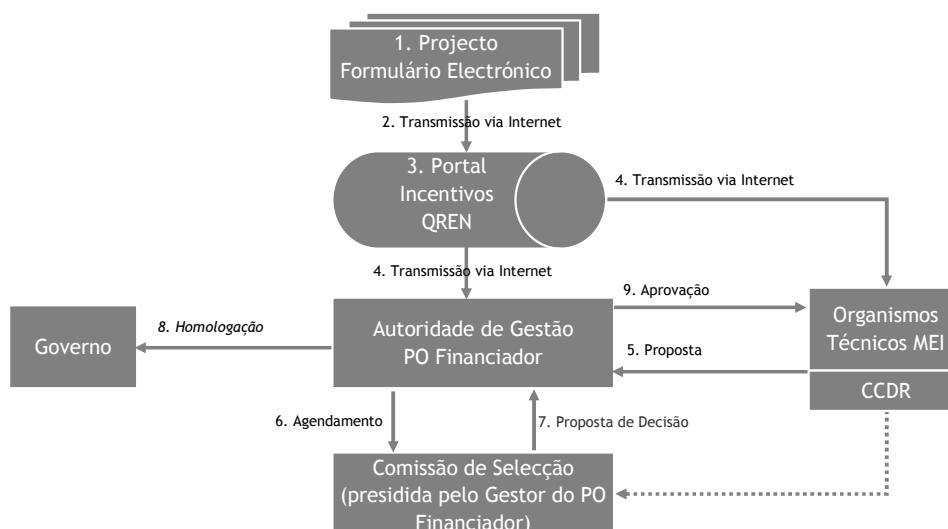 1. Projecto
Formulário Electrónico
2. Transmissão via Internet
3. Portal
Incentivos
QREN
4. Transmissão via Internet
4. Transmissão via Internet
9. Aprovação
8. Homologação
Governo
Autoridade de Gestão
PO Financiador
Organismos
Técnicos MEI
5. Proposta
CCDR
6. Agendamento
7. Proposta de Decisão
Comissão de Selecção
(presidida pelo Gestor do PO
Financiador)